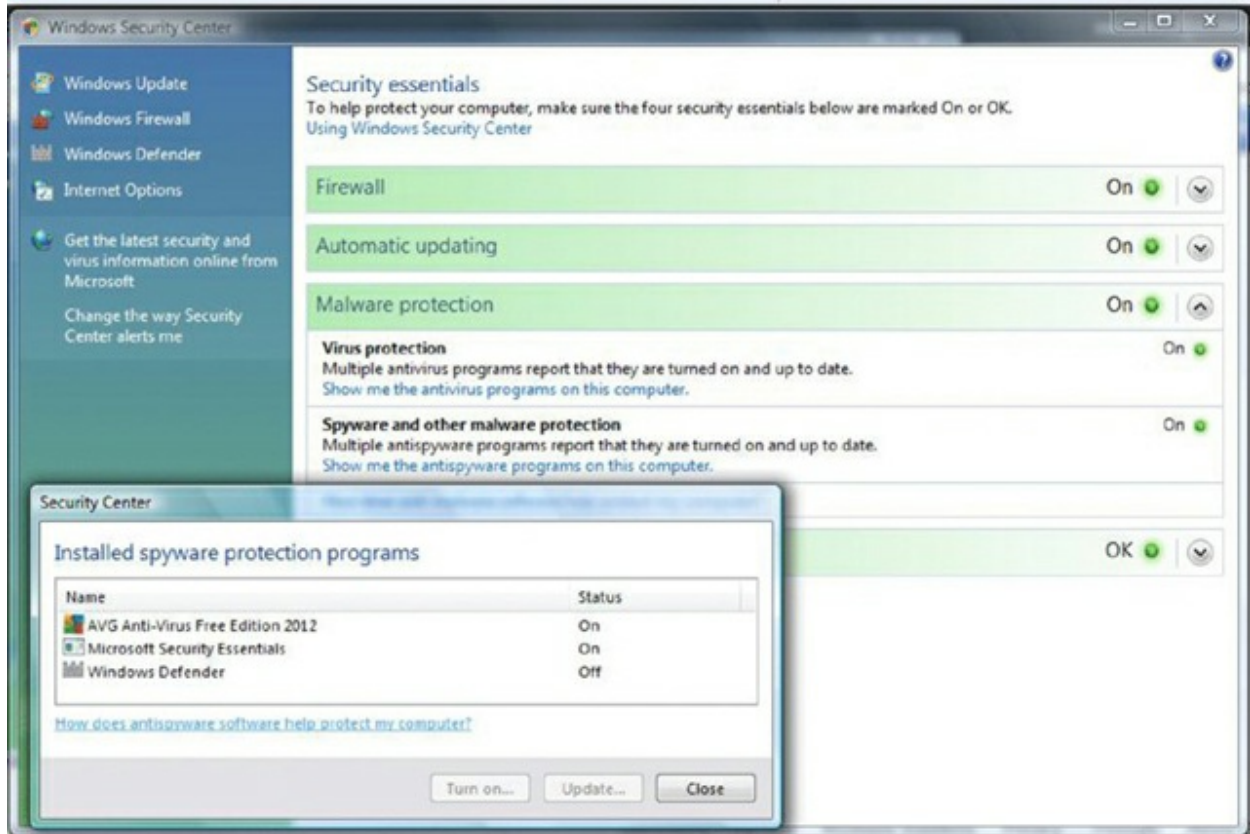 Windows Security Center
Windows Update
Windows Firewall
Windows Defender
Internet Options
Get the latest security and
virus information online from
Microsoft
Change the way Security
Center alerts me
Security essentials
To help protect your computer, make sure the four security essentials below are marked On or OK.
Using Windows Security Center
Firewall On
Automatic updating On
Malware protection On
Virus protection On
Multiple antivirus programs report that they are turned on and up to date.
Show me the antivirus programs on this computer.
Spyware and other malware protection On
Multiple antispyware programs report that they are turned on and up to date.
Show me the antispyware programs on this computer.
OK
Security Center
Installed spyware protection programs
Name Status
AVG Anti-Virus Free Edition 2012 On
Microsoft Security Essentials On
Windows Defender Off
How does antispyware software help protect my computer?
Turn on... Update... Close